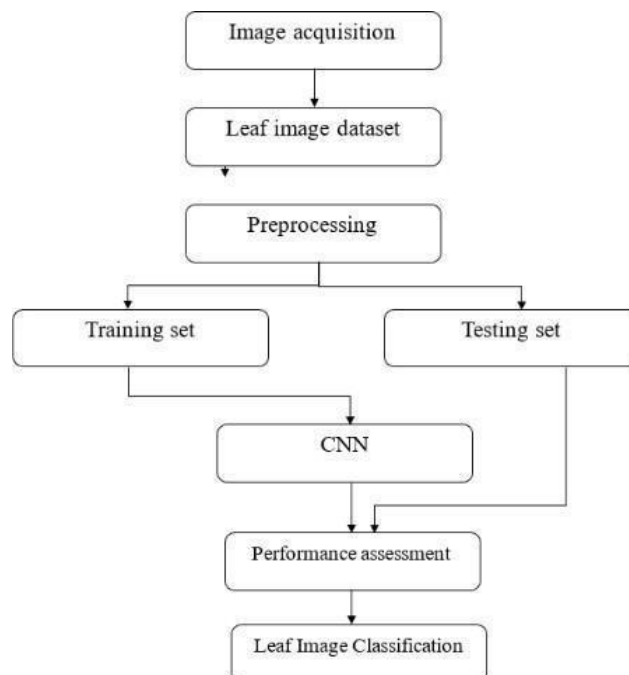 Image acquisition
Leaf image dataset
Preprocessing
Training set
Testing set
CNN
Performance assessment
Leaf Image Classification